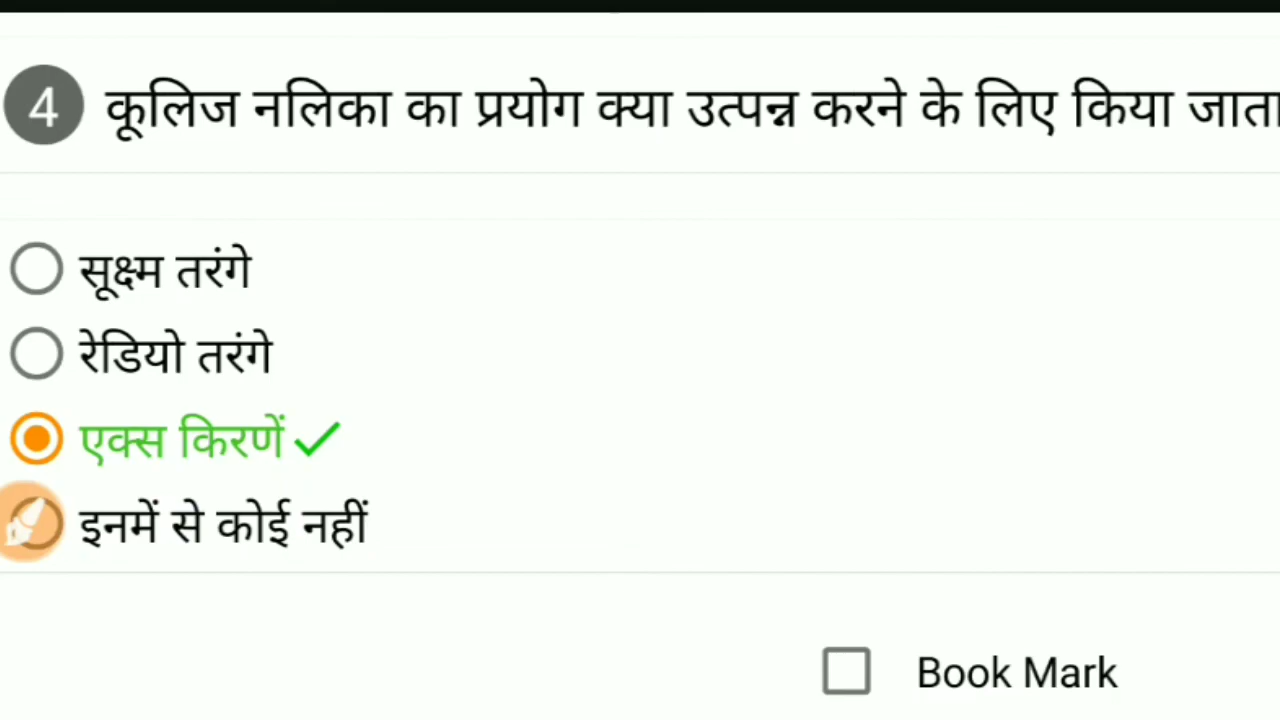 4 कूलिज नलिका का प्रयोग क्या उत्पन्न करने के लिए किया जाता
सूक्ष्म तरंगे
रेडियो तरंगे
एक्स किरणें
इनमें से कोई नहीं
Book Mark